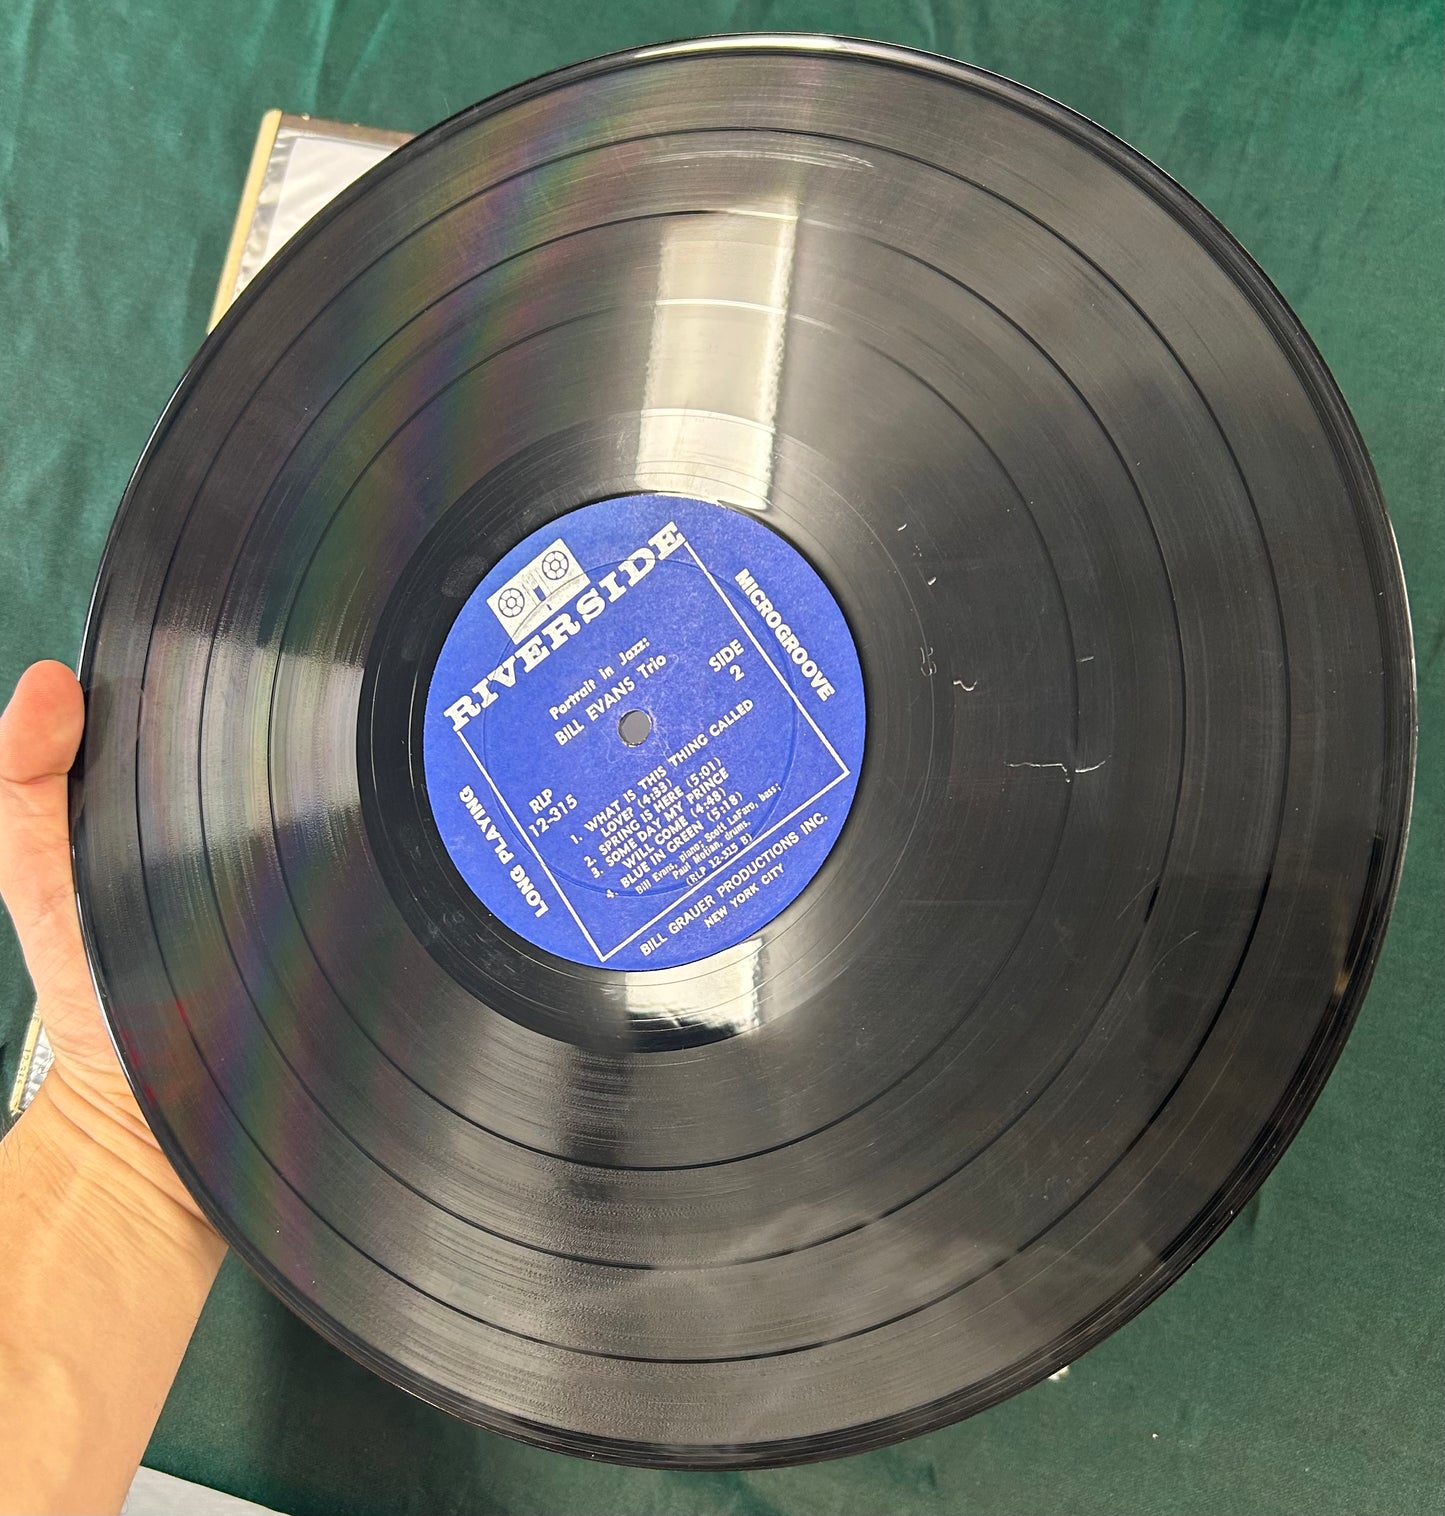 RIVERSIDE
MICROGROOVE
LONG PLAYING
Portrait in Jazz:
BILL EVANS Trio
SIDE
2
RLP
12-315
1. WHAT IS THIS THING CALLED
LOVE? (4:33)
2. SPRING IS HERE (5:01)
3. SOME DAY MY PRINCE
WILL COME (4:48)
4. BLUE IN GREEN (5:18)
Bill Evans, piano; Scott LaFaro, bass;
Paul Motian, drums.
(RLP 12-315 B)
BILL GRAUER PRODUCTIONS INC.
NEW YORK CITY